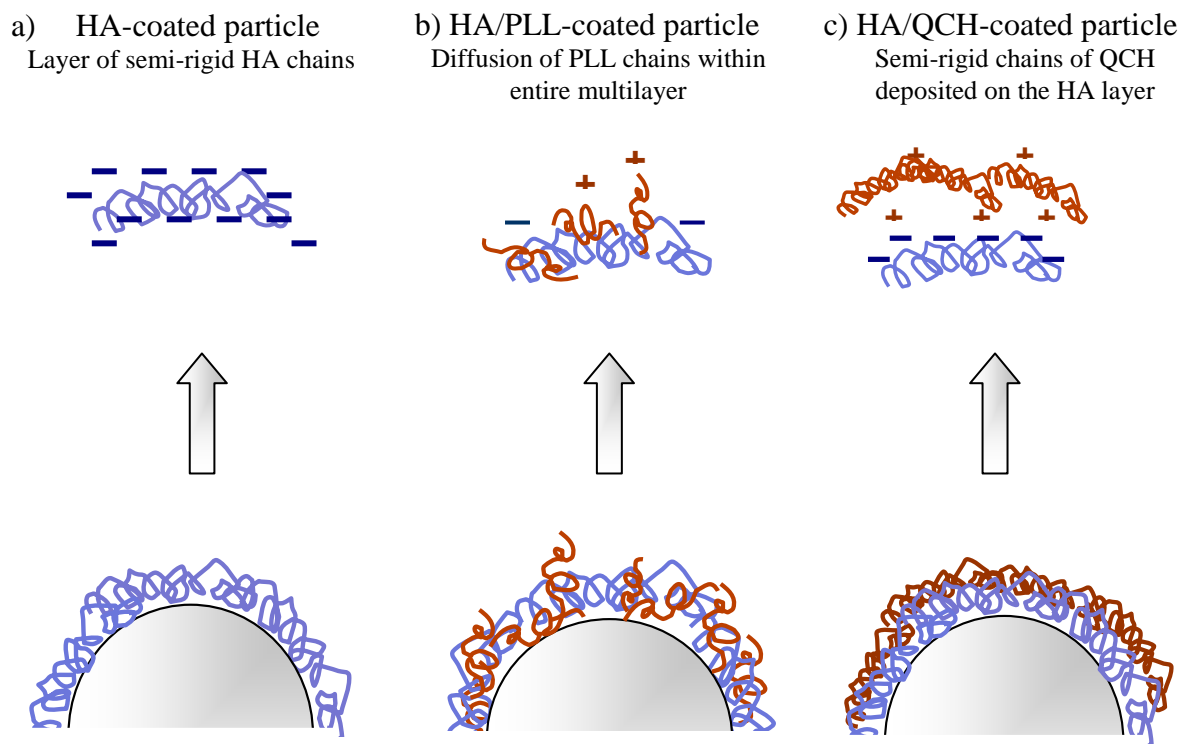 a) HA-coated particle
Layer of semi-rigid HA chains
b) HA/PLL-coated particle
Diffusion of PLL chains within
entire multilayer
c) HA/QCH-coated particle
Semi-rigid chains of QCH
deposited on the HA layer